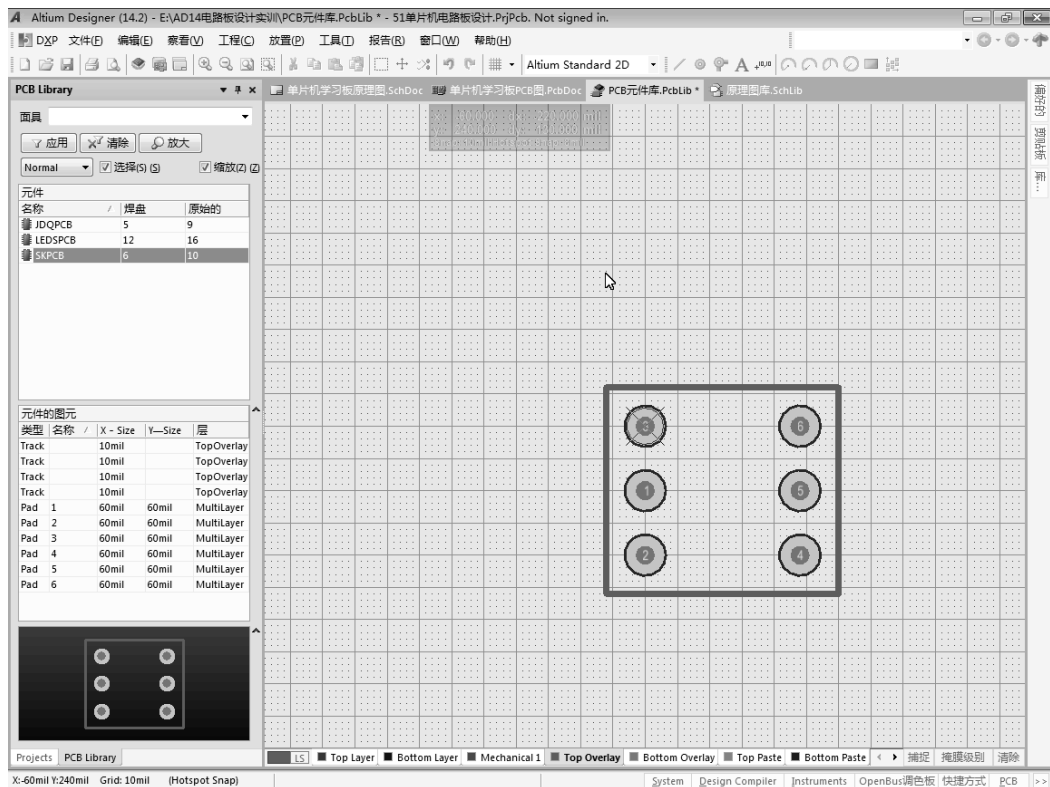 Altium Designer (14.2) - E:\AD14电路板设计实训\PCB元件库.PcbLib * - 51单片机电路板设计.PrjPcb. Not signed in.
DXP 文件(F) 编辑(E) 察看(V) 工程(C) 放置(P) 工具(T) 报告(R) 窗口(W) 帮助(H)
Altium Standard 2D
PCB Library
单片机学习板原理图.SchDoc 单片机学习板PCB图.PcbDoc PCB元件库.PcbLib * 原理图库.SchLib
偏好的
剪贴板
库...
面具
应用 清除 放大
Normal 选择(S) (S) 缩放(Z) (Z)
元件
名称 / 焊盘 原始的
JDQPCB 5 9
LEDSPCB 12 16
SKPCB 6 10
元件的图元
类型 名称 / X - Size Y—Size 层
Track 10mil TopOverlay
Track 10mil TopOverlay
Track 10mil TopOverlay
Track 10mil TopOverlay
Pad 1 60mil 60mil MultiLayer
Pad 2 60mil 60mil MultiLayer
Pad 3 60mil 60mil MultiLayer
Pad 4 60mil 60mil MultiLayer
Pad 5 60mil 60mil MultiLayer
Pad 6 60mil 60mil MultiLayer
3 6
1 5
2 4
Projects PCB Library
LS Top Layer Bottom Layer Mechanical 1 Top Overlay Bottom Overlay Top Paste Bottom Paste 捕捉 掩膜级别 清除
X:-60mil Y:240mil Grid: 10mil (Hotspot Snap)
System Design Compiler Instruments OpenBus调色板 快捷方式 PCB >>